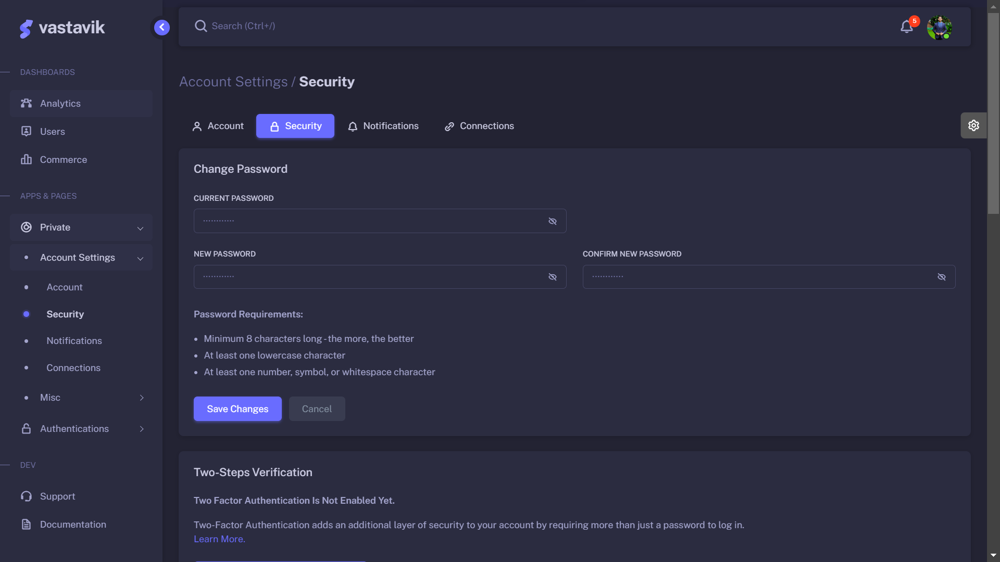 vastavik
Search (Ctrl+/)
5
DASHBOARDS
Analytics
Users
Commerce
APPS & PAGES
Private
Account Settings
Account
Security
Notifications
Connections
Misc
Authentications
DEV
Support
Documentation
Account Settings / Security
Account
Security
Notifications
Connections
Change Password
CURRENT PASSWORD
············
NEW PASSWORD
············
CONFIRM NEW PASSWORD
············
Password Requirements:
• Minimum 8 characters long - the more, the better
• At least one lowercase character
• At least one number, symbol, or whitespace character
Save Changes
Cancel
Two-Steps Verification
Two Factor Authentication Is Not Enabled Yet.
Two-Factor Authentication adds an additional layer of security to your account by requiring more than just a password to log in.
Learn More.